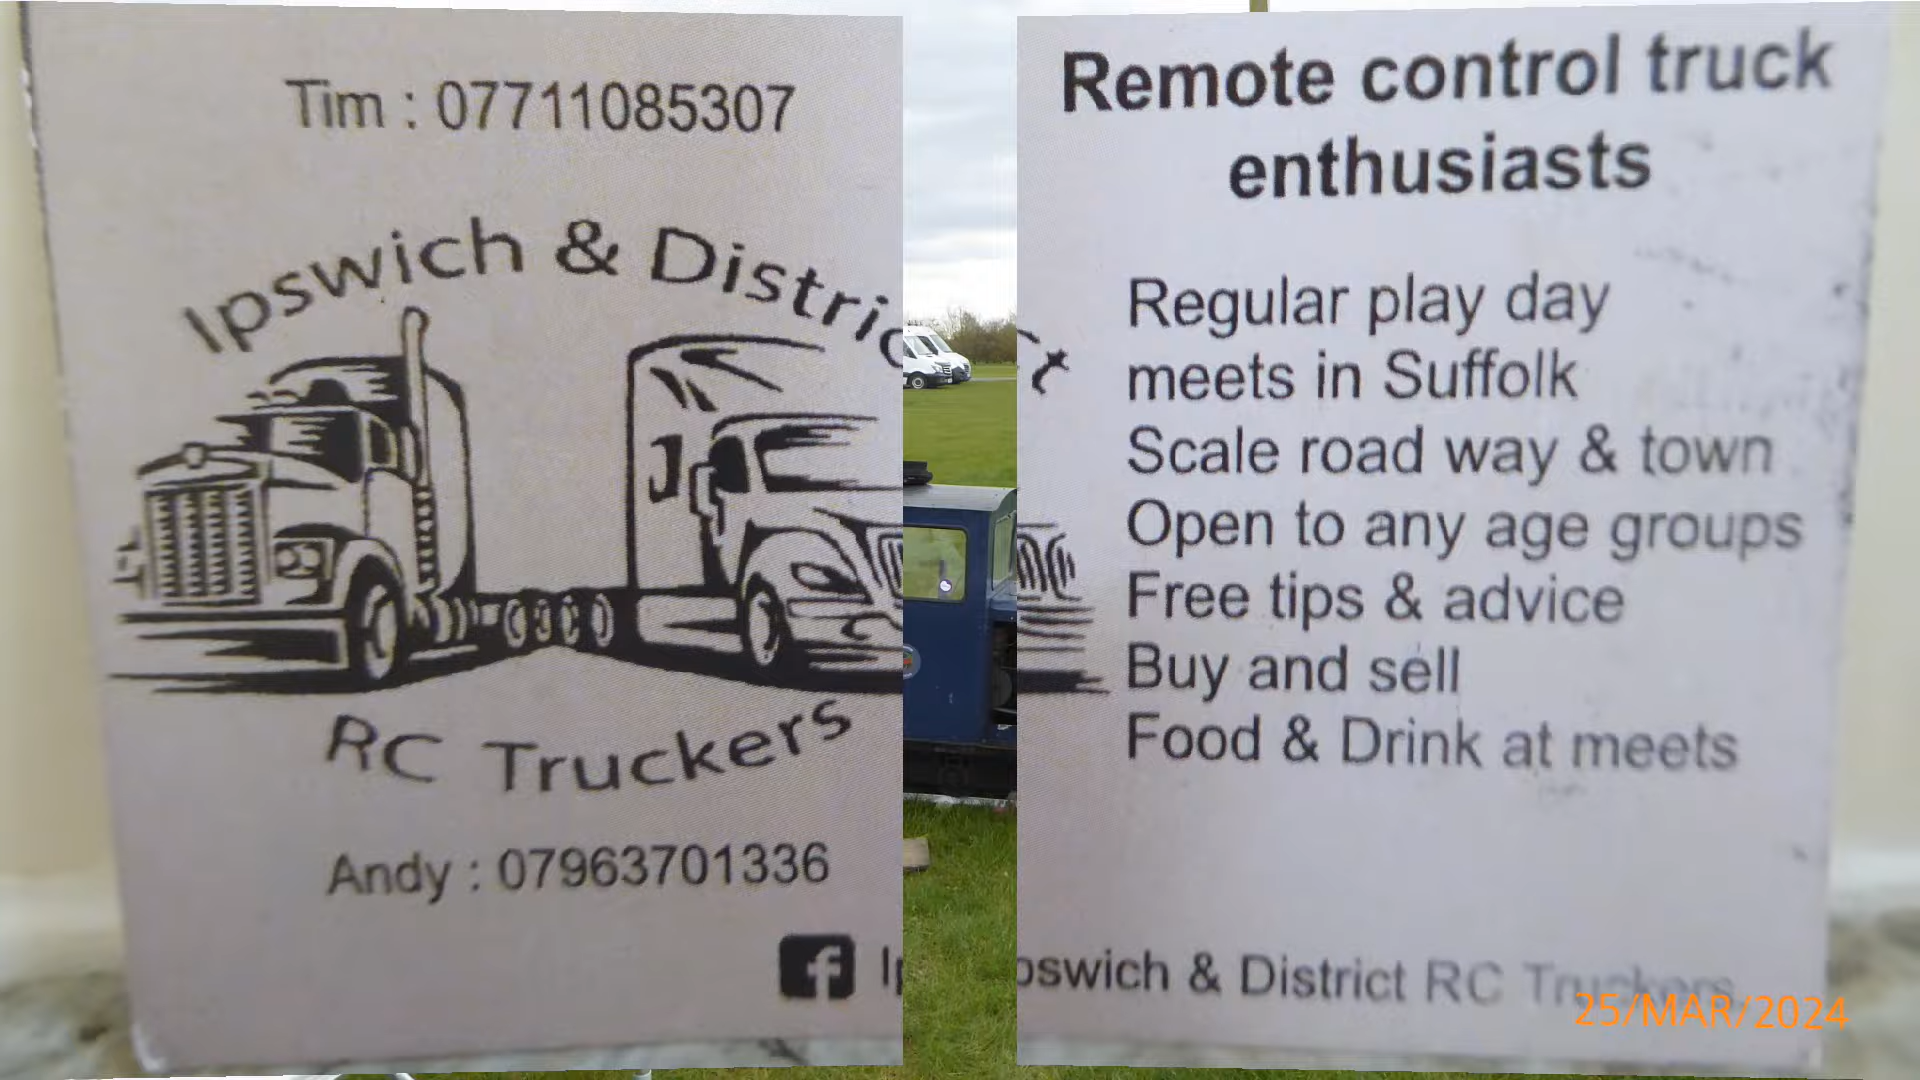 Tim : 07711085307
Ipswich & District
RC Truckers
Andy : 07963701336
Remote control truck
enthusiasts
Regular play day
meets in Suffolk
Scale road way & town
Open to any age groups
Free tips & advice
Buy and sell
Food & Drink at meets
f Ipswich & District RC Truckers
25/MAR/2024